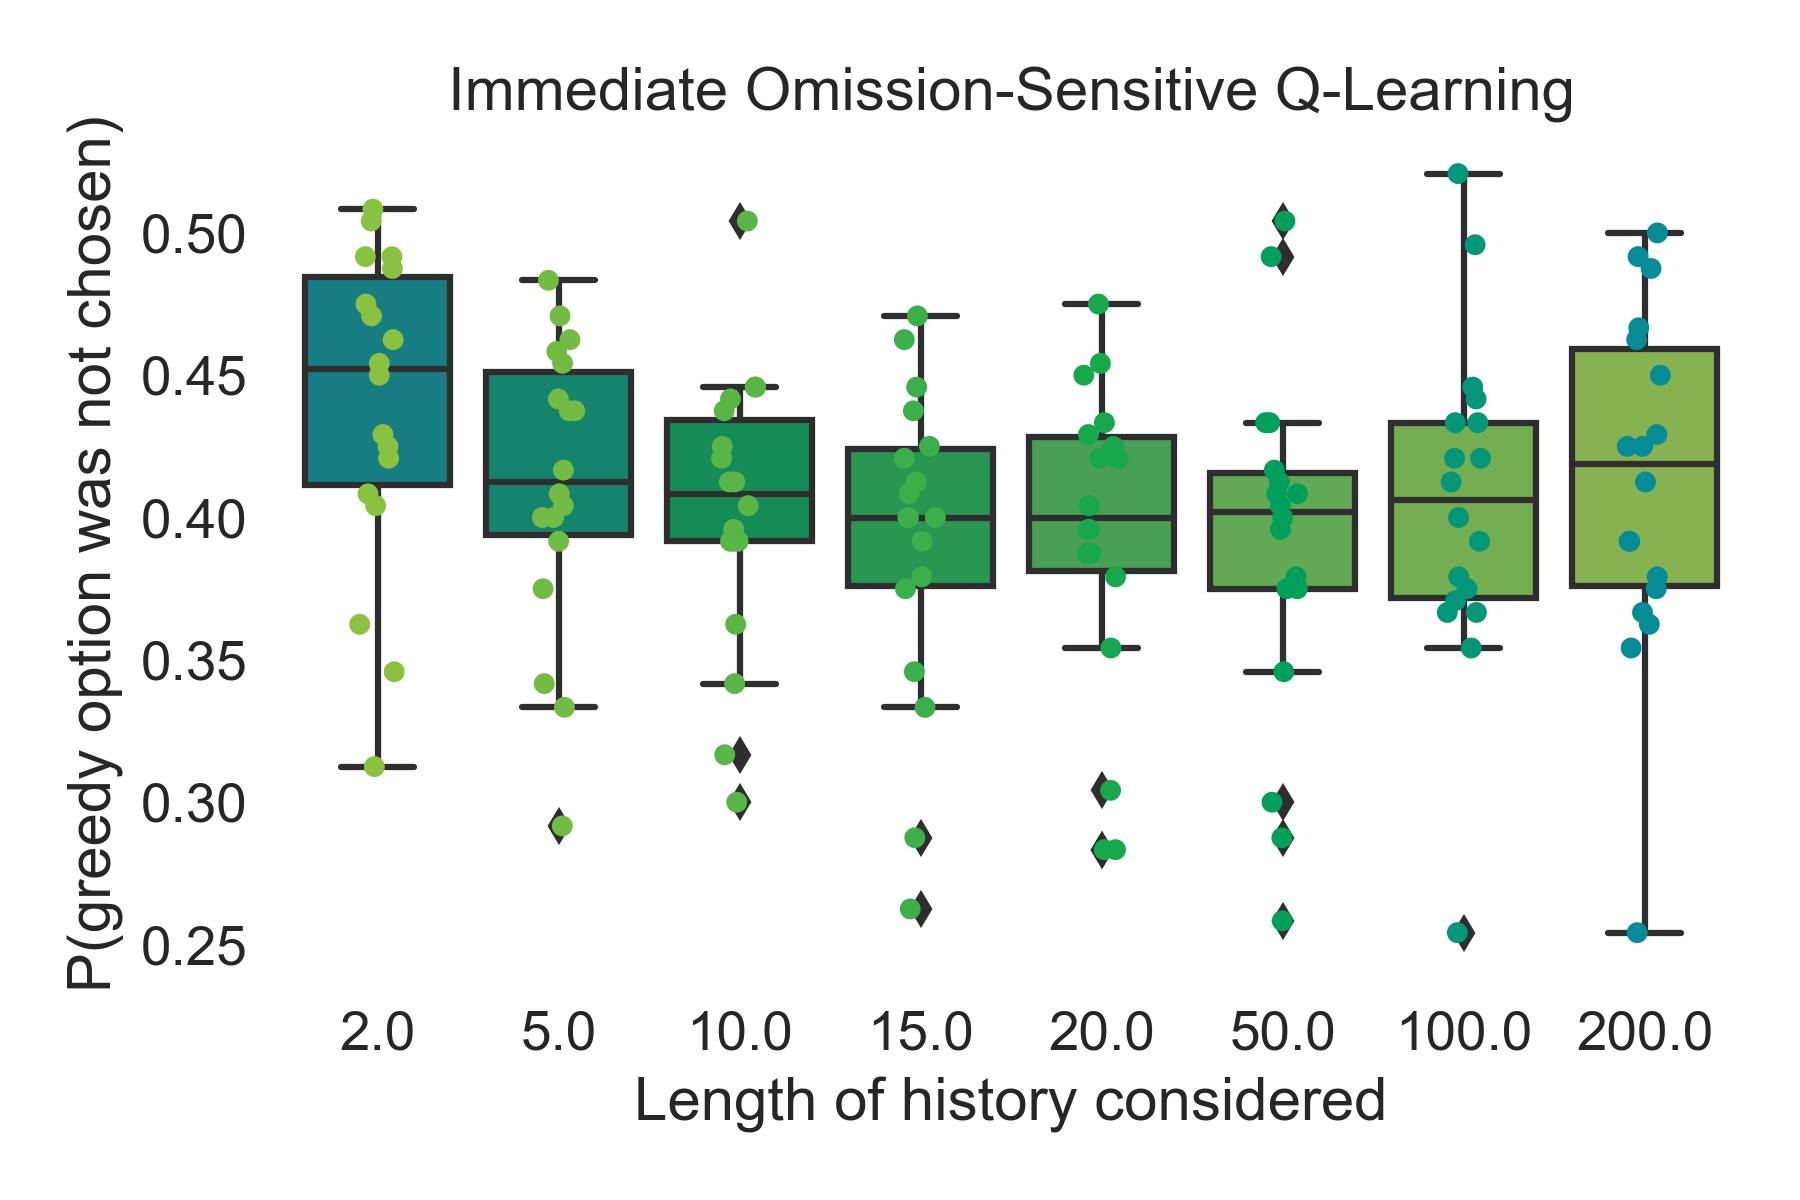 Immediate Omission-Sensitive Q-Learning
P(greedy option was not chosen)
0.50
0.45
0.40
0.35
0.30
0.25
2.0 5.0 10.0 15.0 20.0 50.0 100.0 200.0
Length of history considered